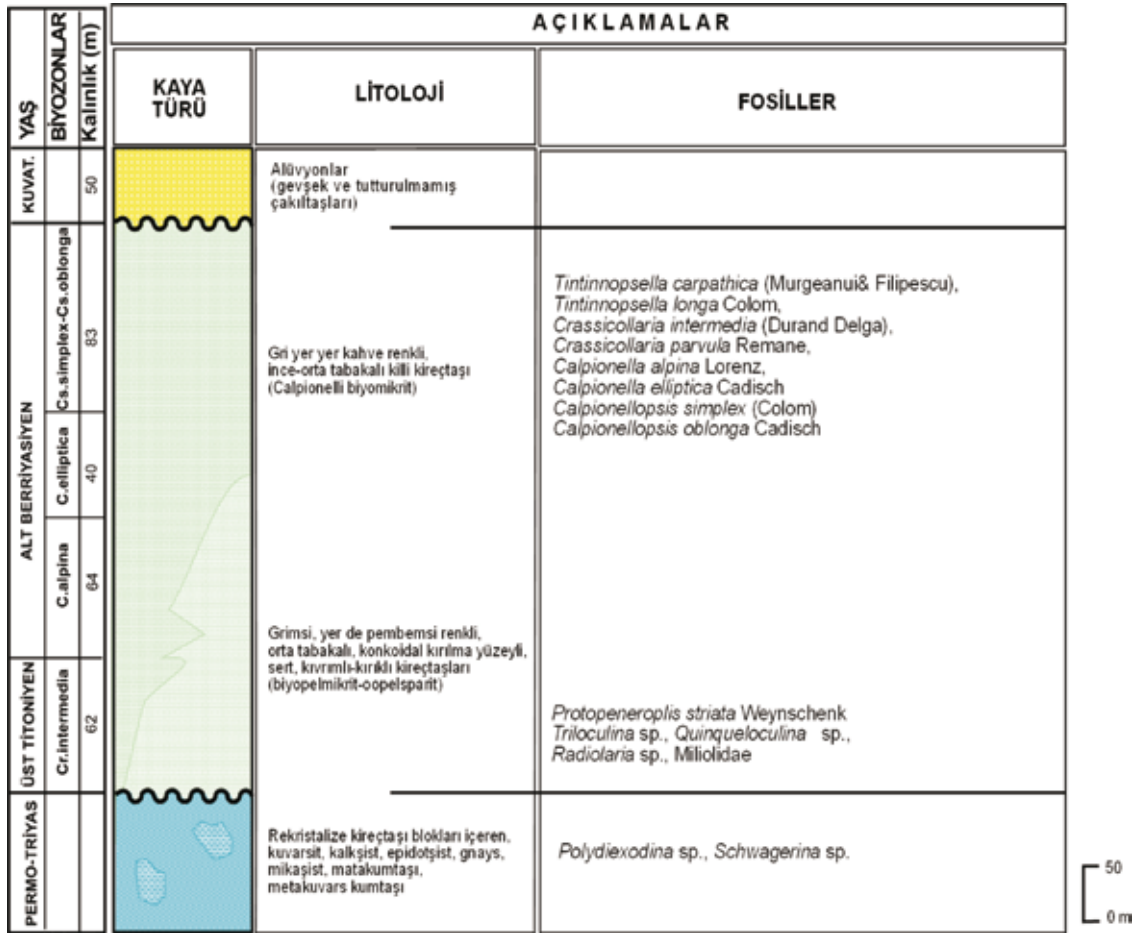 AÇIKLAMALAR
YAŞ
BİYOZONLAR
Kalınlık (m)
KAYA
TÜRÜ
LİTOLOJİ
FOSİLLER
KUVAT.
50
Alüvyonlar
(gevşek ve tutturulmamış
çakıltaşları)
ALT BERRİYASİYEN
Cs.simplex-Cs.oblonga
83
Gri yer yer kahve renkli,
ince-orta tabakalı killi kireçtaşı
(Calpionelli biyomikrit)
Tintinnopsella carpathica (Murgeanui& Filipescu),
Tintinnopsella longa Colom,
Crassicollaria intermedia (Durand Delga),
Crassicollaria parvula Remane,
Calpionella alpina Lorenz,
Calpionella elliptica Cadisch
Calpionellopsis simplex (Colom)
Calpionellopsis oblonga Cadisch
C.elliptica
40
C.alpina
64
Grimsi, yer de pembemsi renkli,
orta tabakalı, konkoidal kırılma yüzeyli,
sert, kıvrımlı-kırıklı kireçtaşları
(biyopelmikrit-oopelsparit)
ÜST TİTONİYEN
Cr.intermedia
62
Protopeneroplis striata Weynschenk
Triloculina sp., Quinqueloculina sp.,
Radiolaria sp., Miliolidae
PERMO-TRİYAS
Rekristalize kireçtaşı blokları içeren,
kuvarsit, kalkşist, epidotşist, gnays,
mikaşist, matakumtaşı,
metakuvars kumtaşı
Polydiexodina sp., Schwagerina sp.
50
0 m